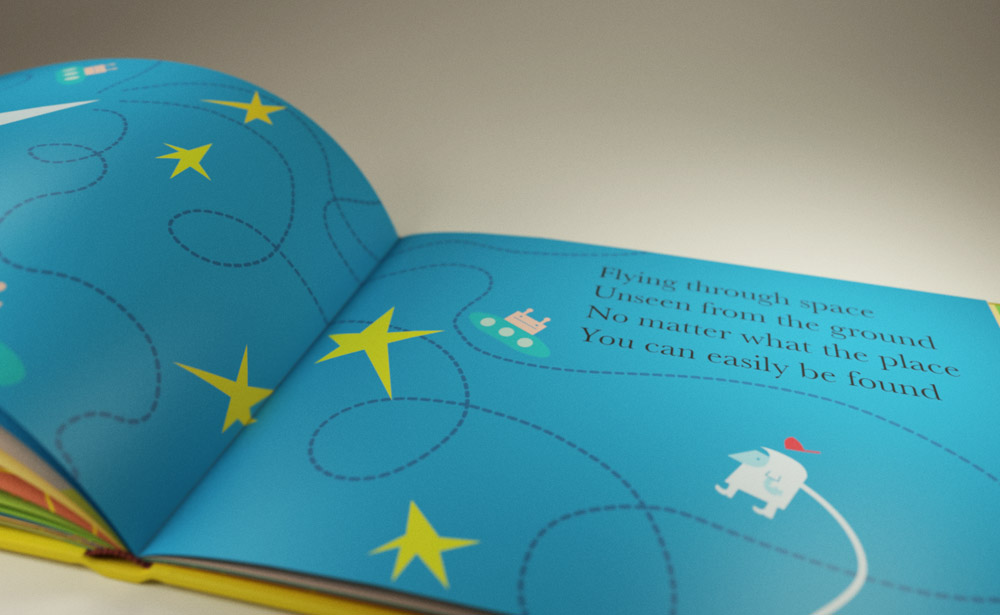 Flying through space
Unseen from the ground
No matter what the place
You can easily be found